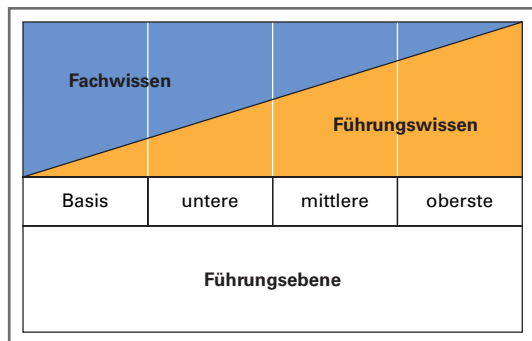 Fachwissen
Führungswissen
Basis untere mittlere oberste
Führungsebene